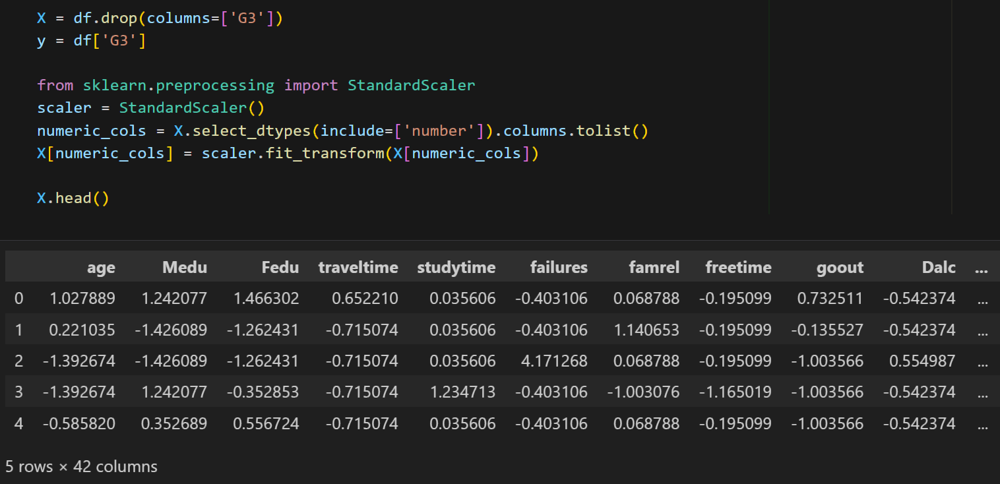 X = df.drop(columns=['G3'])
y = df['G3']
from sklearn.preprocessing import StandardScaler
scaler = StandardScaler()
numeric_cols = X.select_dtypes(include=['number']).columns.tolist()
X[numeric_cols] = scaler.fit_transform(X[numeric_cols])
X.head()
age Medu Fedu traveltime studytime failures famrel freetime goout Dalc ...
0 1.027889 1.242077 1.466302 0.652210 0.035606 -0.403106 0.068788 -0.195099 0.732511 -0.542374 ...
1 0.221035 -1.426089 -1.262431 -0.715074 0.035606 -0.403106 1.140653 -0.195099 -0.135527 -0.542374 ...
2 -1.392674 -1.426089 -1.262431 -0.715074 0.035606 4.171268 0.068788 -0.195099 -1.003566 0.554987 ...
3 -1.392674 1.242077 -0.352853 -0.715074 1.234713 -0.403106 -1.003076 -1.165019 -1.003566 -0.542374 ...
4 -0.585820 0.352689 0.556724 -0.715074 0.035606 -0.403106 0.068788 -0.195099 -1.003566 -0.542374 ...
5 rows × 42 columns